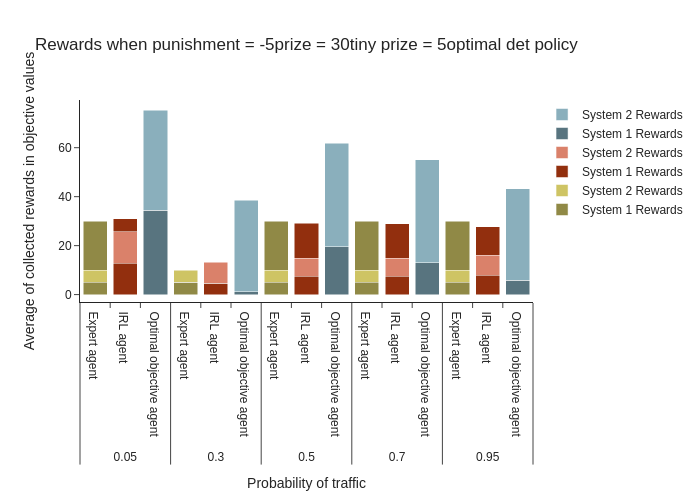 Rewards when punishment = -5prize = 30tiny prize = 5optimal det policy
Average of collected rewards in objective values
60
40
20
0
System 2 Rewards
System 1 Rewards
System 2 Rewards
System 1 Rewards
System 2 Rewards
System 1 Rewards
Expert agent
IRL agent
Optimal objective agent
Expert agent
IRL agent
Optimal objective agent
Expert agent
IRL agent
Optimal objective agent
Expert agent
IRL agent
Optimal objective agent
Expert agent
IRL agent
Optimal objective agent
0.05
0.3
0.5
0.7
0.95
Probability of traffic